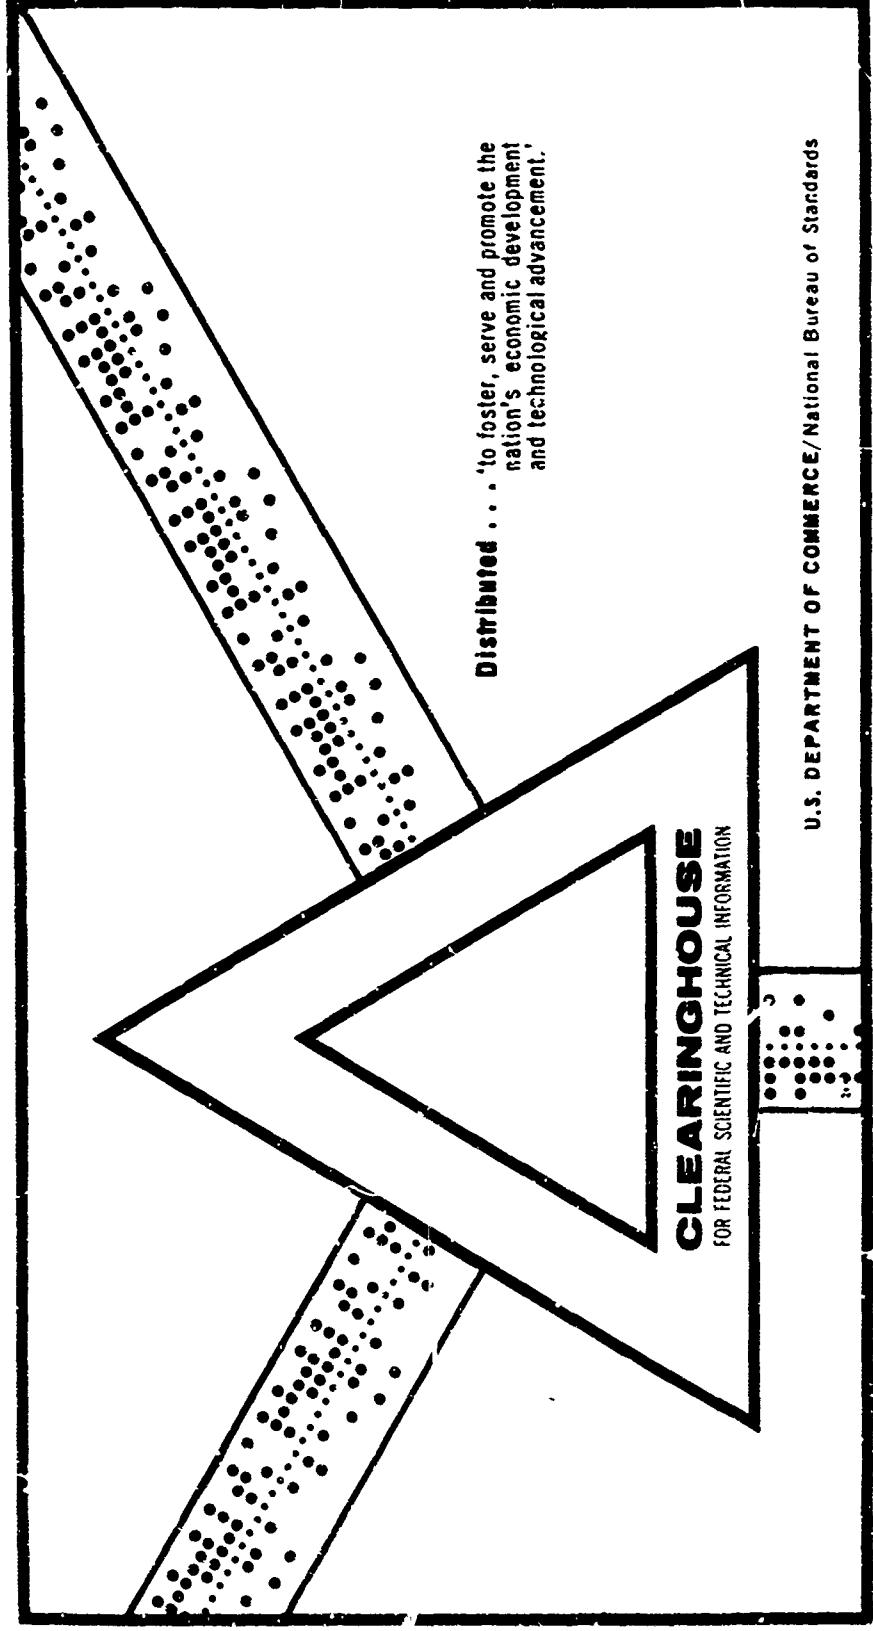 Distributed . . . 'to foster, serve and promote the
nation's economic development
and technological advancement.'
CLEARINGHOUSE
FOR FEDERAL SCIENTIFIC AND TECHNICAL INFORMATION
U.S. DEPARTMENT OF COMMERCE/National Bureau of Standards